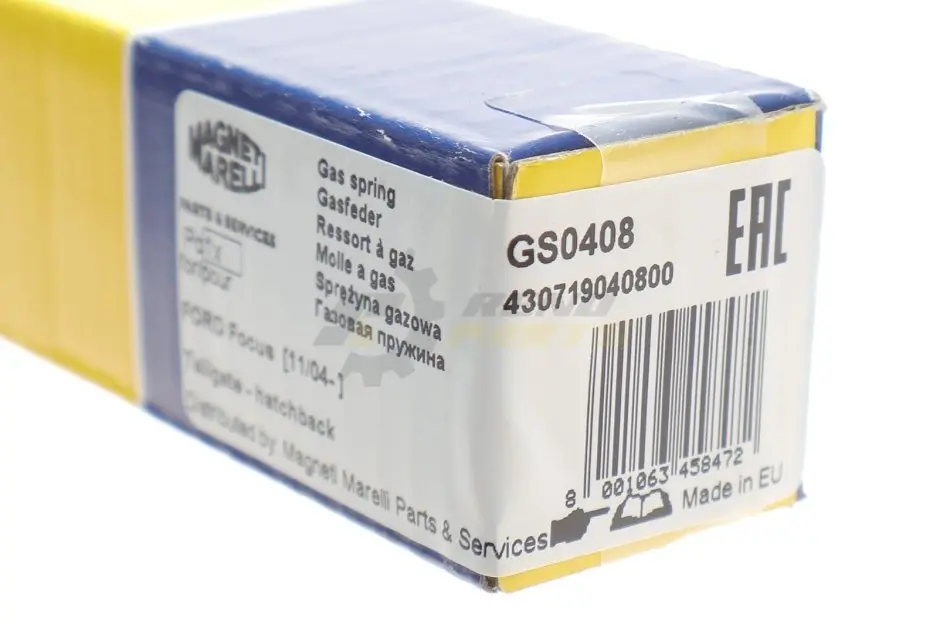 MAGNETI
MARELLI
PARTS & SERVICES
Gas spring
Gasfeder
Ressort à gaz
Molle a gas
Sprężyna gazowa
Газовая пружина
FORD Focus [11/04-]
Tailgate - hatchback
Distributed by Magneti Marelli Parts & Services
GS0408
430719040800
EAC
8 001063 458472
Made in EU